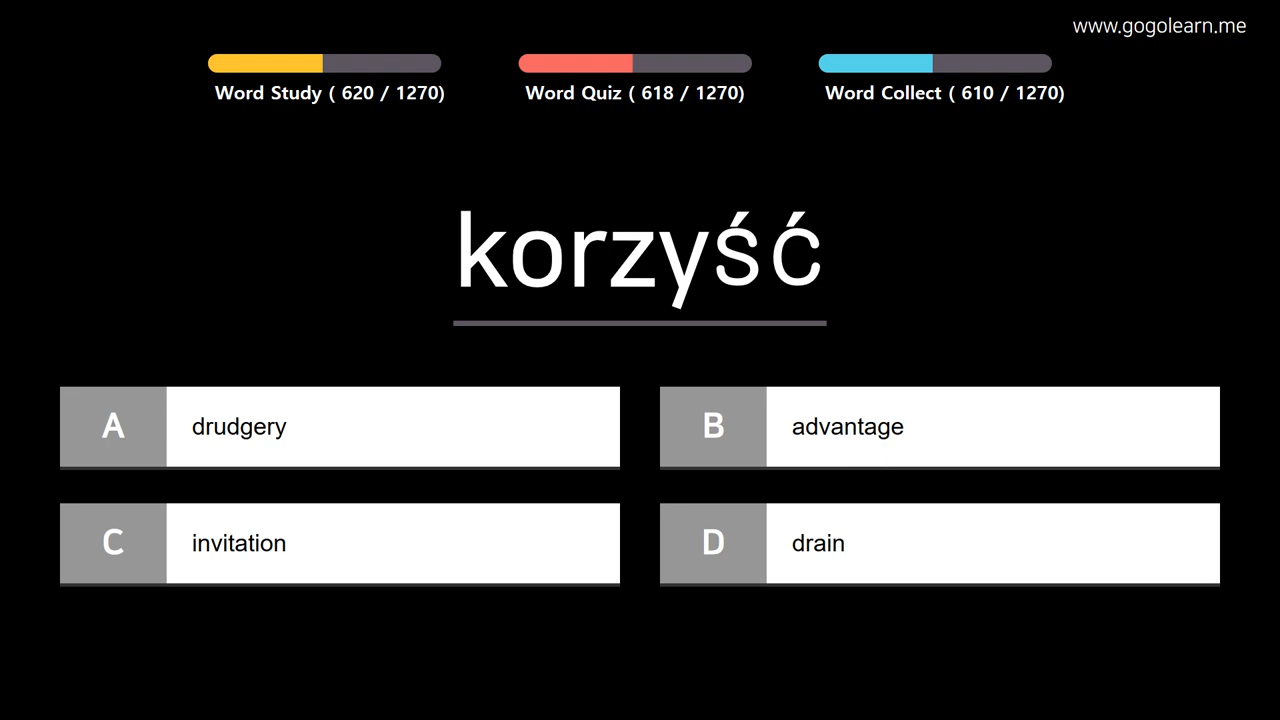 www.gogolearn.me
Word Study ( 620 / 1270)
Word Quiz ( 618 / 1270)
Word Collect ( 610 / 1270)
korzyść
A drudgery
B advantage
C invitation
D drain